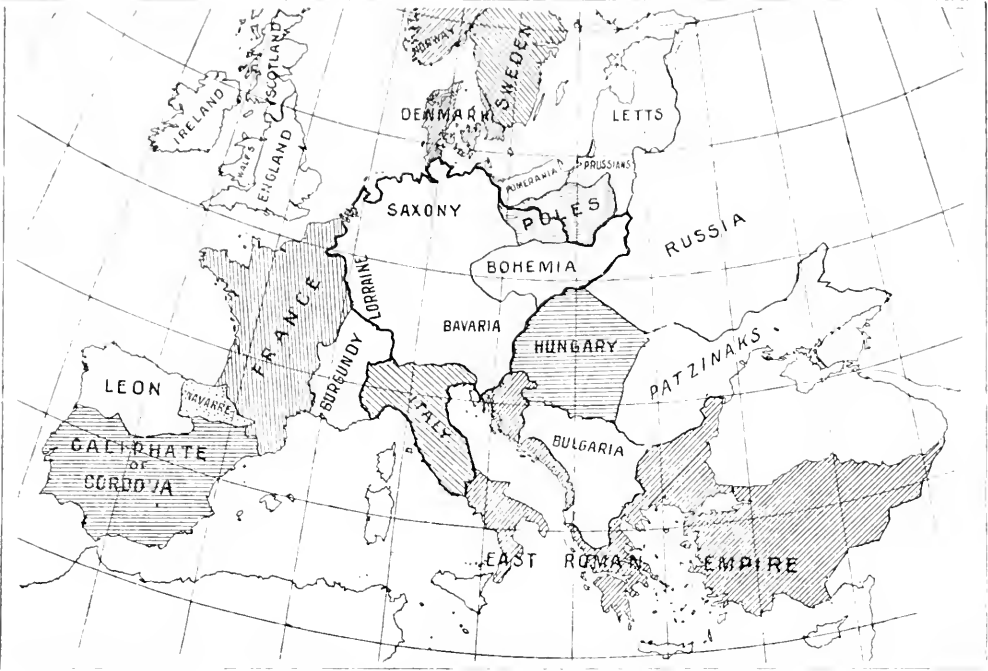 NORWAY
SWEDEN
SCOTLAND
IRELAND
WALES
ENGLAND
DENMARK
LETTS
PRUSSIANS
POMERANIA
SAXONY
POLES
RUSSIA
BOHEMIA
LORRAINE
FRANCE
BAVARIA
HUNGARY
PATZINAKS
BURGUNDY
LEON
NAVARRE
ITALY
BULGARIA
CALIPHATE
OF
CORDOVA
EAST ROMAN EMPIRE